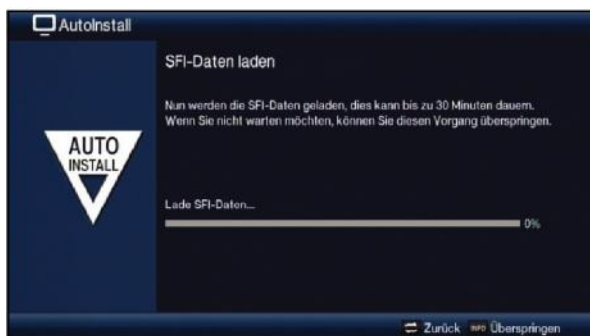 AutoInstall
SFI-Daten laden
Nun werden die SFI-Daten geladen, dies kann bis zu 30 Minuten dauern.
Wenn Sie nicht warten möchten, können Sie diesen Vorgang überspringen.
AUTO
INSTALL
Lade SFI-Daten...
0%
Zurück INFO Überspringen